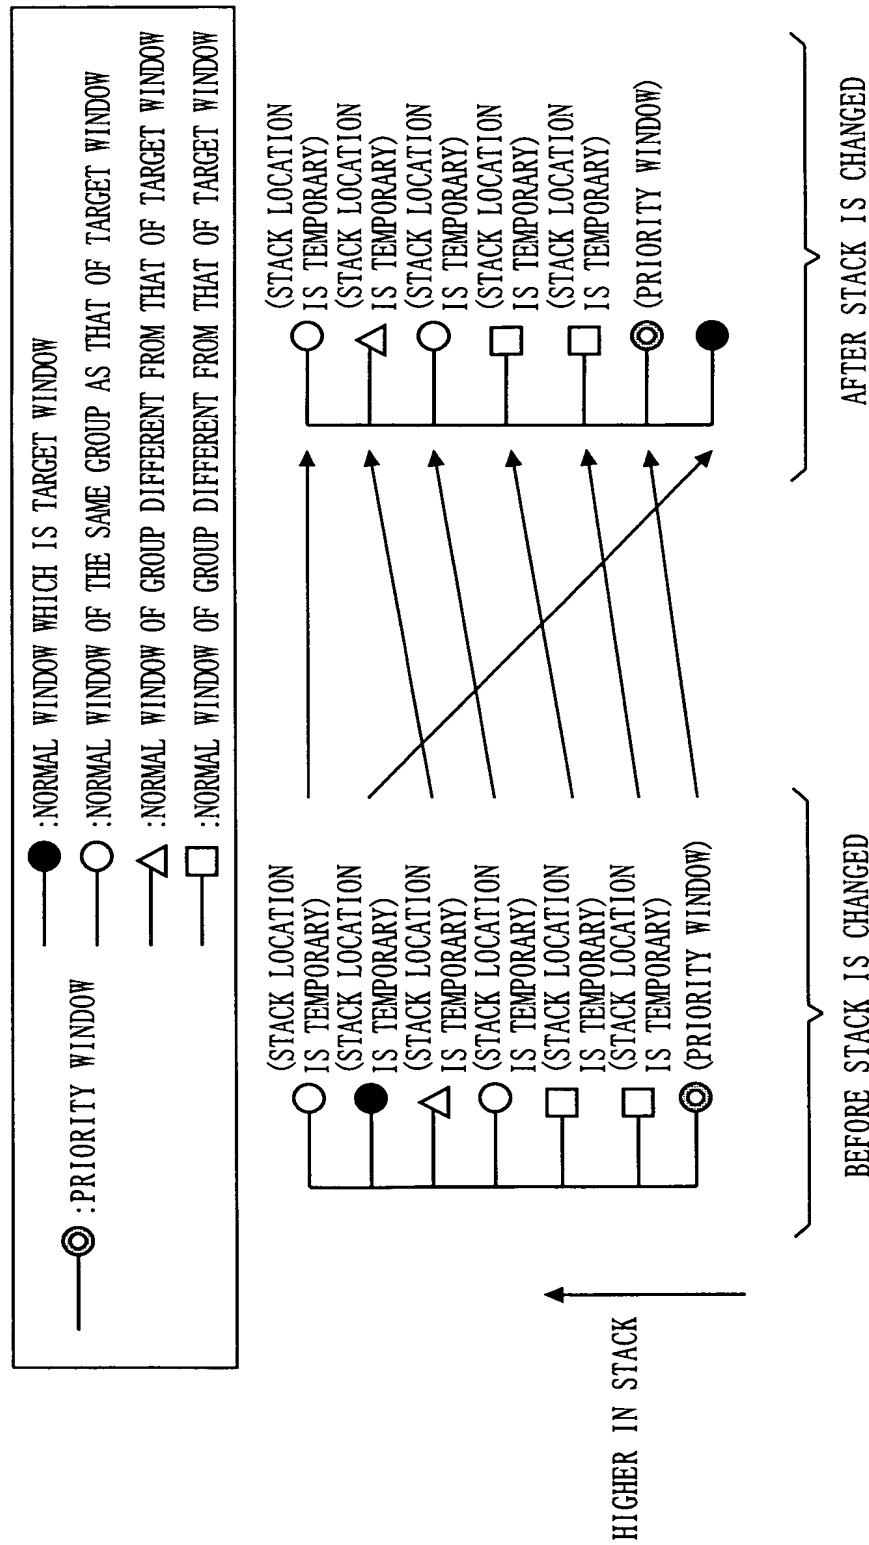 :PRIORITY WINDOW
:NORMAL WINDOW WHICH IS TARGET WINDOW
:NORMAL WINDOW OF THE SAME GROUP AS THAT OF TARGET WINDOW
:NORMAL WINDOW OF GROUP DIFFERENT FROM THAT OF TARGET WINDOW
:NORMAL WINDOW OF GROUP DIFFERENT FROM THAT OF TARGET WINDOW
HIGHER IN STACK
(STACK LOCATION
IS TEMPORARY)
(STACK LOCATION
IS TEMPORARY)
(STACK LOCATION
IS TEMPORARY)
(STACK LOCATION
IS TEMPORARY)
(STACK LOCATION
IS TEMPORARY)
(STACK LOCATION
IS TEMPORARY)
(PRIORITY WINDOW)
BEFORE STACK IS CHANGED
(STACK LOCATION
IS TEMPORARY)
(STACK LOCATION
IS TEMPORARY)
(STACK LOCATION
IS TEMPORARY)
(STACK LOCATION
IS TEMPORARY)
(STACK LOCATION
IS TEMPORARY)
(PRIORITY WINDOW)
AFTER STACK IS CHANGED